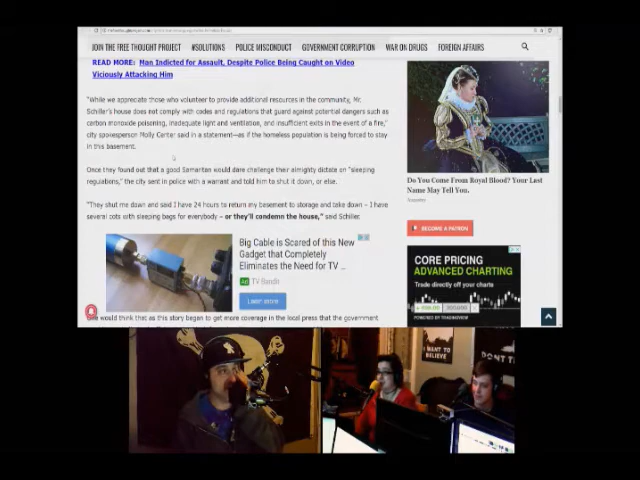 JOIN THE FREE THOUGHT PROJECT #SOLUTIONS POLICE MISCONDUCT GOVERNMENT CORRUPTION WAR ON DRUGS FOREIGN AFFAIRS
READ MORE: Man Indicted for Assault, Despite Police Being Caught on Video
Viciously Attacking Him
"While we appreciate those who volunteer to provide additional resources in the community, Mr.
Schiller's house does not comply with codes and regulations that guard against potential dangers such as
carbon monoxide poisoning, inadequate light and ventilation, and insufficient exits in the event of a fire,"
city spokesperson Molly Center said in a statement—as if the homeless population is being forced to stay
in this basement.
Once they found out that a good Samaritan would dare challenge their almighty dictate on "sleeping
regulations," the city sent in police with a warrant and told him to shut it down, or else.
"They shut me down and said I have 24 hours to return my basement to storage and take down – I have
several cots with sleeping bags for everybody – or they'll condemn the house," said Schiller.
Big Cable is Scared of this New
Gadget that Completely
Eliminates the Need for TV ...
Ad TV Bandit
Learn more
would think that as this story began to get more coverage in the local press that the government
Do You Come From Royal Blood? Your Last
Name May Tell You.
BECOME A PATRON
CORE PRICING
ADVANCED CHARTING
Trade directly off your charts
POWERED BY TRADINGVIEW
I WANT TO
BELIEVE